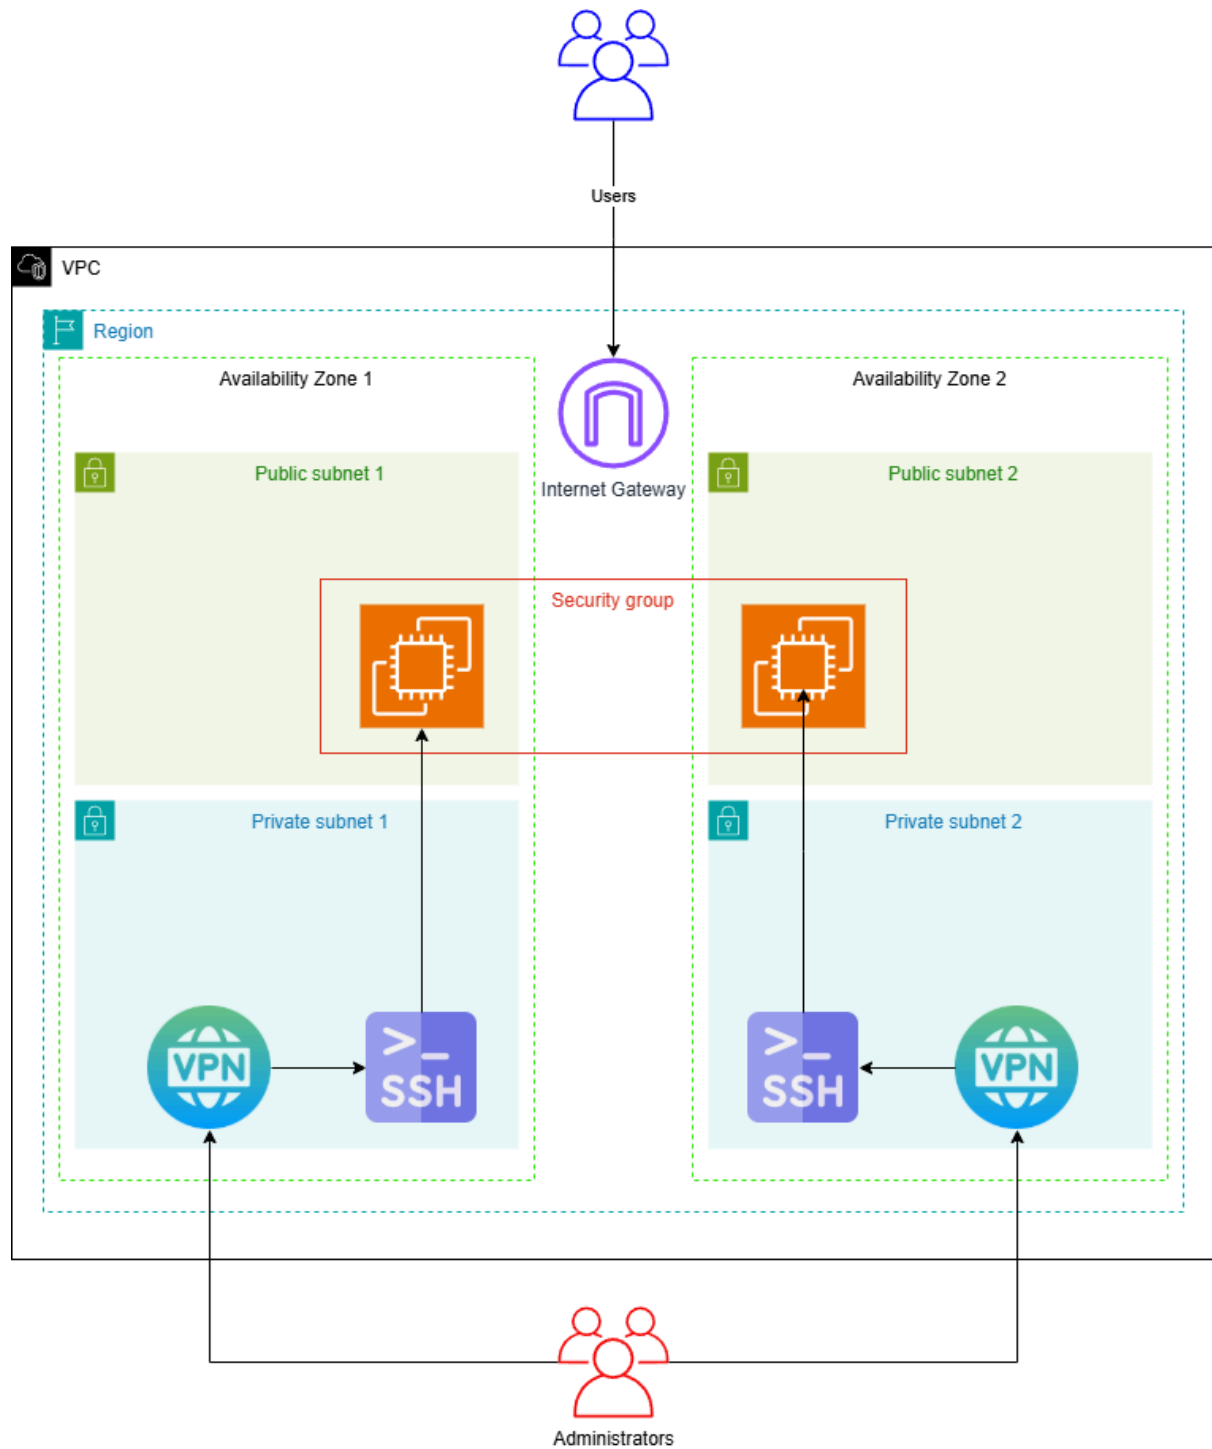 Users
VPC
Region
Availability Zone 1
Availability Zone 2
Public subnet 1
Internet Gateway
Public subnet 2
Security group
Private subnet 1
Private subnet 2
VPN
>_
SSH
>_
SSH
VPN
Administrators